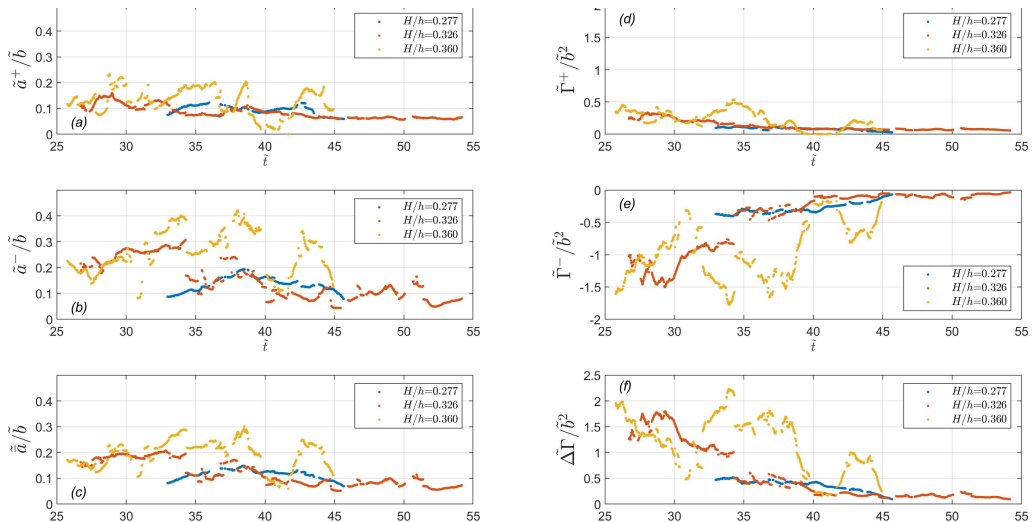 0.4
0.3
0.2
0.1
0
ã⁺/b̃
(a)
H/h=0.277
H/h=0.326
H/h=0.360
25 30 35 40 45 50 55
t̃
2
1.5
1
0.5
0
Γ̃⁺/b̃²
(d)
H/h=0.277
H/h=0.326
H/h=0.360
25 30 35 40 45 50 55
t̃
0.4
0.3
0.2
0.1
0
ã⁻/b̃
(b)
H/h=0.277
H/h=0.326
H/h=0.360
25 30 35 40 45 50 55
t̃
0
-0.5
-1
-1.5
-2
Γ̃⁻/b̃²
(e)
H/h=0.277
H/h=0.326
H/h=0.360
25 30 35 40 45 50 55
t̃
0.4
0.3
0.2
0.1
0
ã/b̃
(c)
H/h=0.277
H/h=0.326
H/h=0.360
25 30 35 40 45 50 55
2.5
2
1.5
1
0.5
0
ΔΓ̃/b̃²
(f)
H/h=0.277
H/h=0.326
H/h=0.360
25 30 35 40 45 50 55